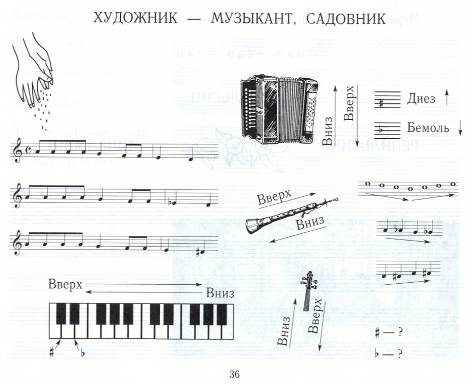 ХУДОЖНИК — МУЗЫКАНТ, САДОВНИК
Вниз
Вверх
♯ Диез ↑
♭ Бемоль ↓
Вверх
Вниз
Вверх
Вниз
♯ ♭
Вниз
Вверх
♯ — ?
♭ — ?
36